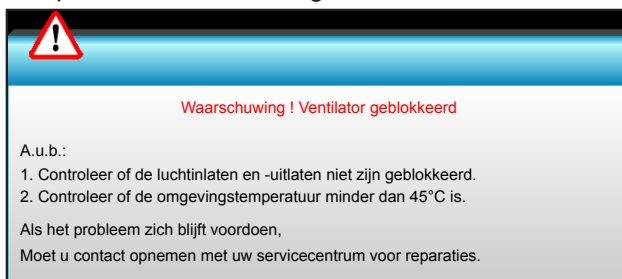 Waarschuwing ! Ventilator geblokkeerd
A.u.b.:
1. Controleer of de luchtinlaten en -uitlaten niet zijn geblokkeerd.
2. Controleer of de omgevingstemperatuur minder dan 45°C is.
Als het probleem zich blijft voordoen,
Moet u contact opnemen met uw servicecentrum voor reparaties.